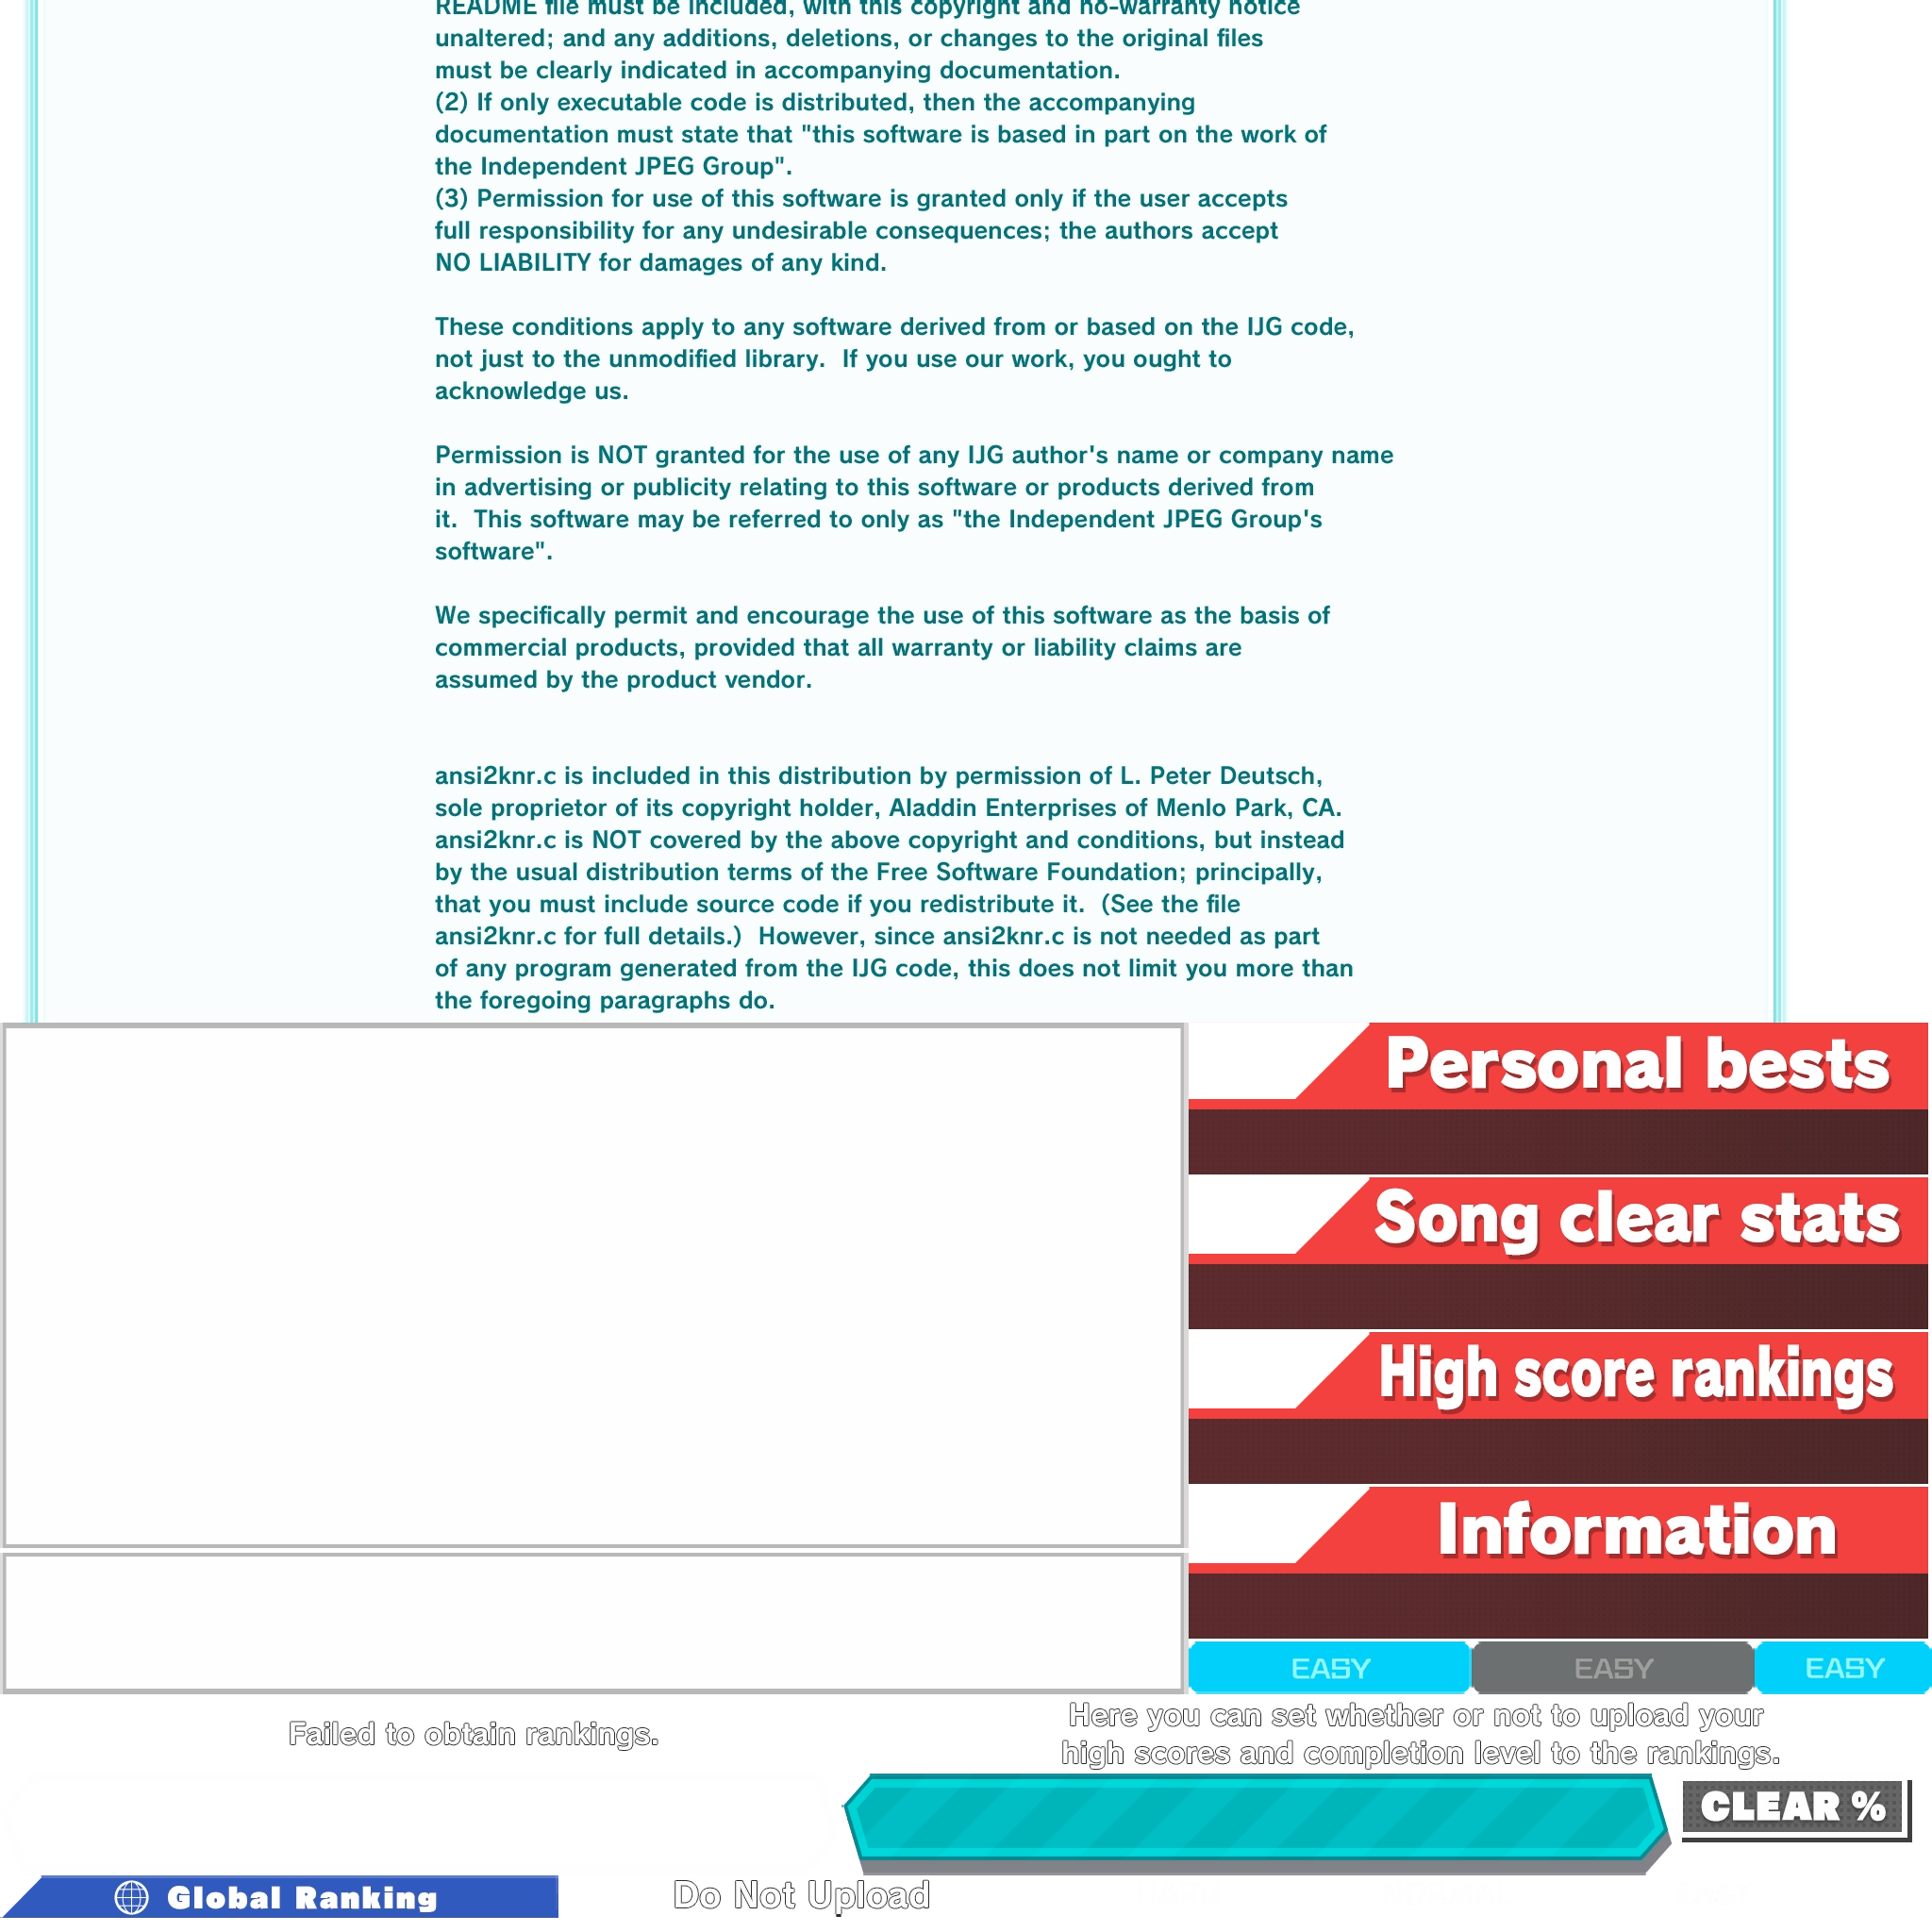 README file must be included, with this copyright and no-warranty notice
unaltered; and any additions, deletions, or changes to the original files
must be clearly indicated in accompanying documentation.
(2) If only executable code is distributed, then the accompanying
documentation must state that "this software is based in part on the work of
the Independent JPEG Group".
(3) Permission for use of this software is granted only if the user accepts
full responsibility for any undesirable consequences; the authors accept
NO LIABILITY for damages of any kind.
These conditions apply to any software derived from or based on the IJG code,
not just to the unmodified library.  If you use our work, you ought to
acknowledge us.
Permission is NOT granted for the use of any IJG author's name or company name
in advertising or publicity relating to this software or products derived from
it.  This software may be referred to only as "the Independent JPEG Group's
software".
We specifically permit and encourage the use of this software as the basis of
commercial products, provided that all warranty or liability claims are
assumed by the product vendor.
ansi2knr.c is included in this distribution by permission of L. Peter Deutsch,
sole proprietor of its copyright holder, Aladdin Enterprises of Menlo Park, CA.
ansi2knr.c is NOT covered by the above copyright and conditions, but instead
by the usual distribution terms of the Free Software Foundation; principally,
that you must include source code if you redistribute it.  (See the file
ansi2knr.c for full details.)  However, since ansi2knr.c is not needed as part
of any program generated from the IJG code, this does not limit you more than
the foregoing paragraphs do.
Personal bests
Song clear stats
High score rankings
Information
EASY
EASY
EASY
Failed to obtain rankings.
Here you can set whether or not to upload your
high scores and completion level to the rankings.
CLEAR %
Global Ranking
Do Not Upload